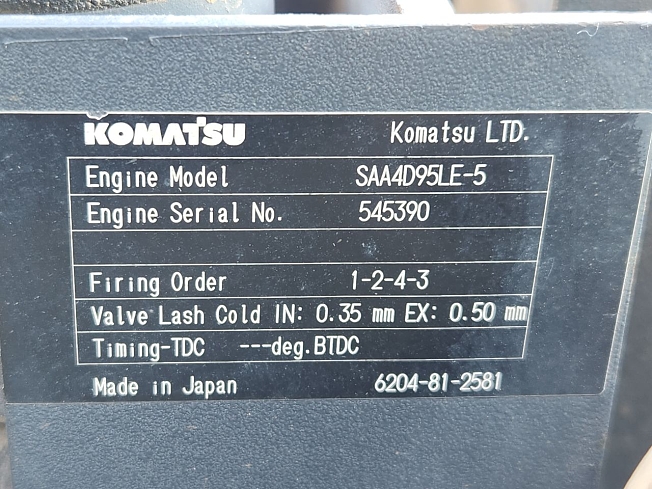 KOMATSU Komatsu LTD.
Engine Model SAA4D95LE-5
Engine Serial No. 545390
Firing Order 1-2-4-3
Valve Lash Cold IN: 0.35 mm EX: 0.50 mm
Timing-TDC ---deg.BTDC
Made in Japan 6204-81-2581